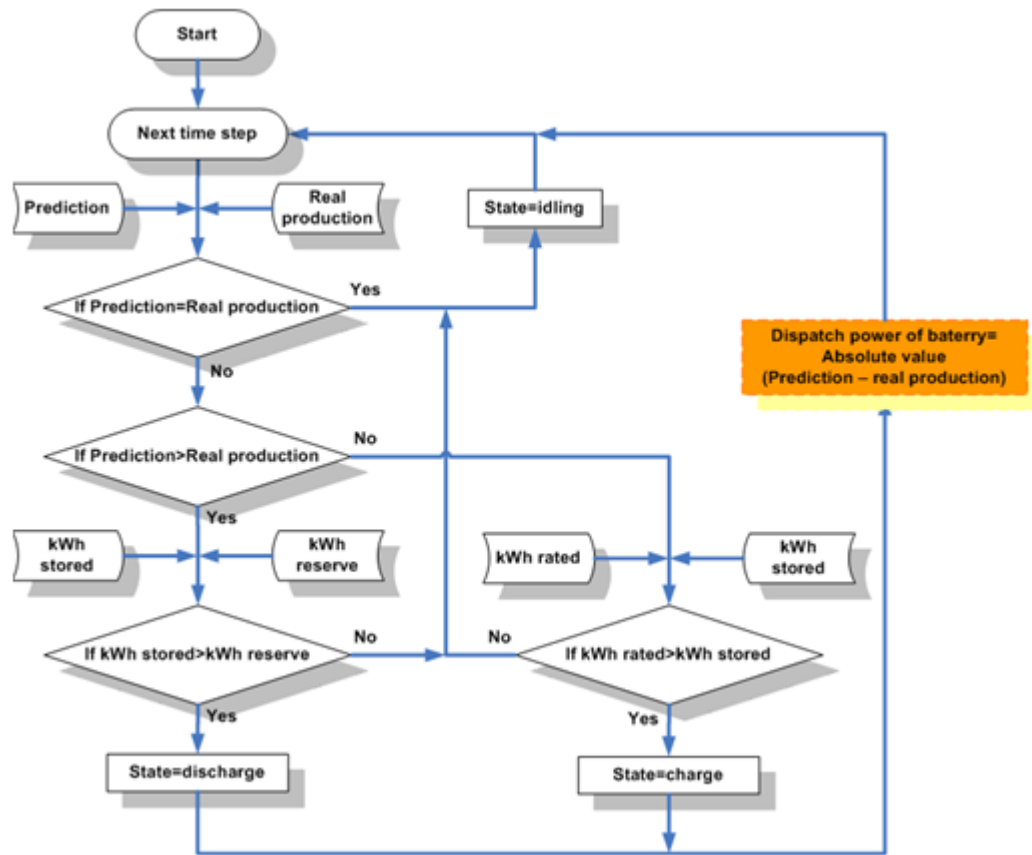 Start
Next time step
Prediction
Real
production
State=idling
If Prediction=Real production
Yes
Dispatch power of baterry=
Absolute value
(Prediction – real production)
No
If Prediction>Real production
No
Yes
kWh
stored
kWh
reserve
kWh rated
kWh
stored
If kWh stored>kWh reserve
No
No
If kWh rated>kWh stored
Yes
Yes
State=discharge
State=charge